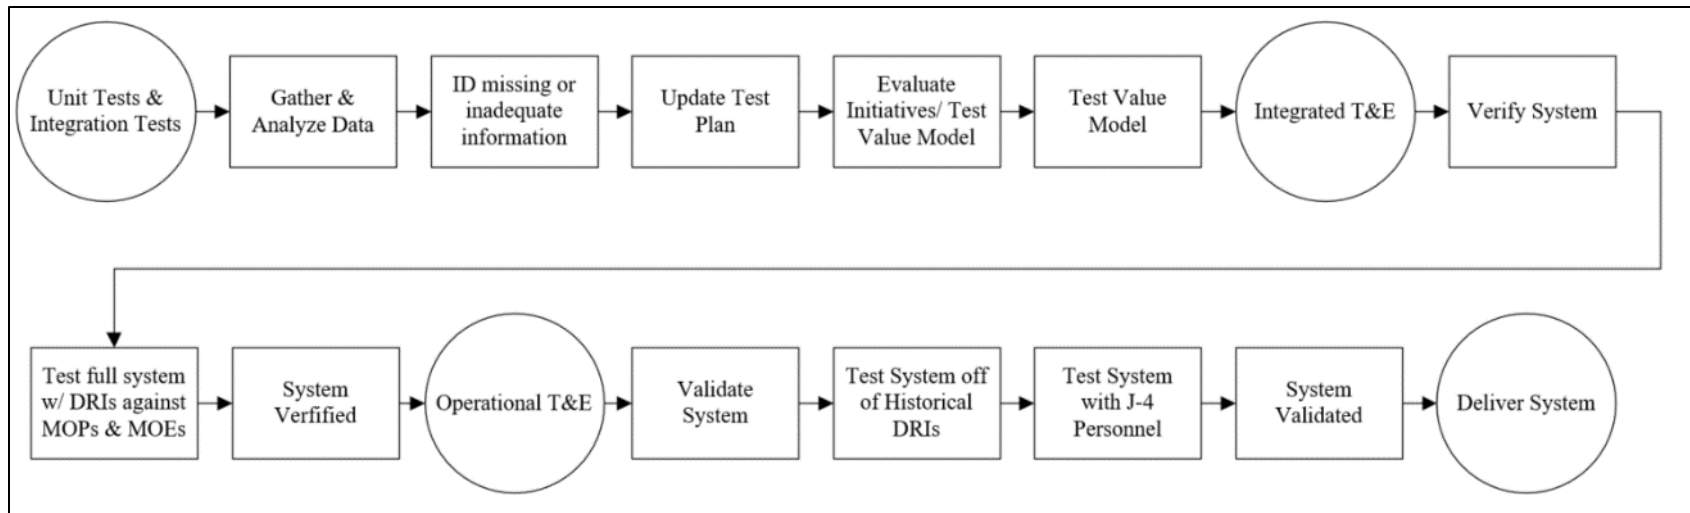 Unit Tests &
Integration Tests
Gather &
Analyze Data
ID missing or
inadequate
information
Update Test
Plan
Evaluate
Initiatives/ Test
Value Model
Test Value
Model
Integrated T&E
Verify System
Test full system
w/ DRIs against
MOPs & MOEs
System
Verfified
Operational T&E
Validate
System
Test System off
of Historical
DRIs
Test System
with J-4
Personnel
System
Validated
Deliver System